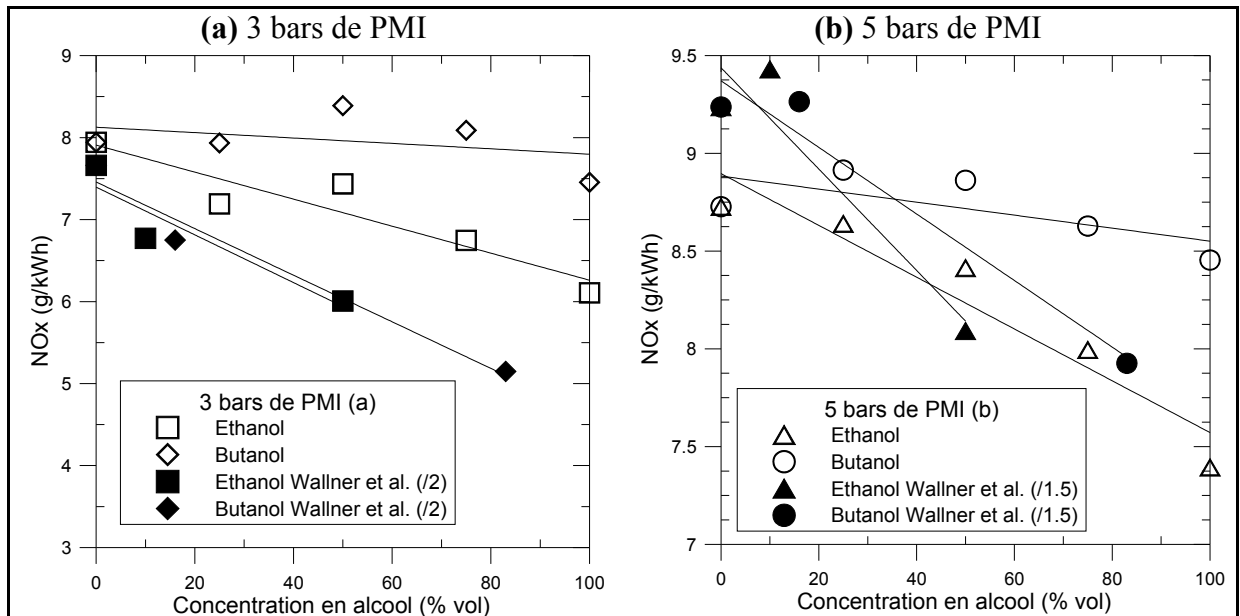 (a) 3 bars de PMI
9
8
7
6
5
4
3
NOx (g/kWh)
3 bars de PMI (a)
Ethanol
Butanol
Ethanol Wallner et al. (/2)
Butanol Wallner et al. (/2)
0 20 40 60 80 100
Concentration en alcool (% vol)
(b) 5 bars de PMI
9.5
9
8.5
8
7.5
7
NOx (g/kWh)
5 bars de PMI (b)
Ethanol
Butanol
Ethanol Wallner et al. (/1.5)
Butanol Wallner et al. (/1.5)
0 20 40 60 80 100
Concentration en alcool (% vol)